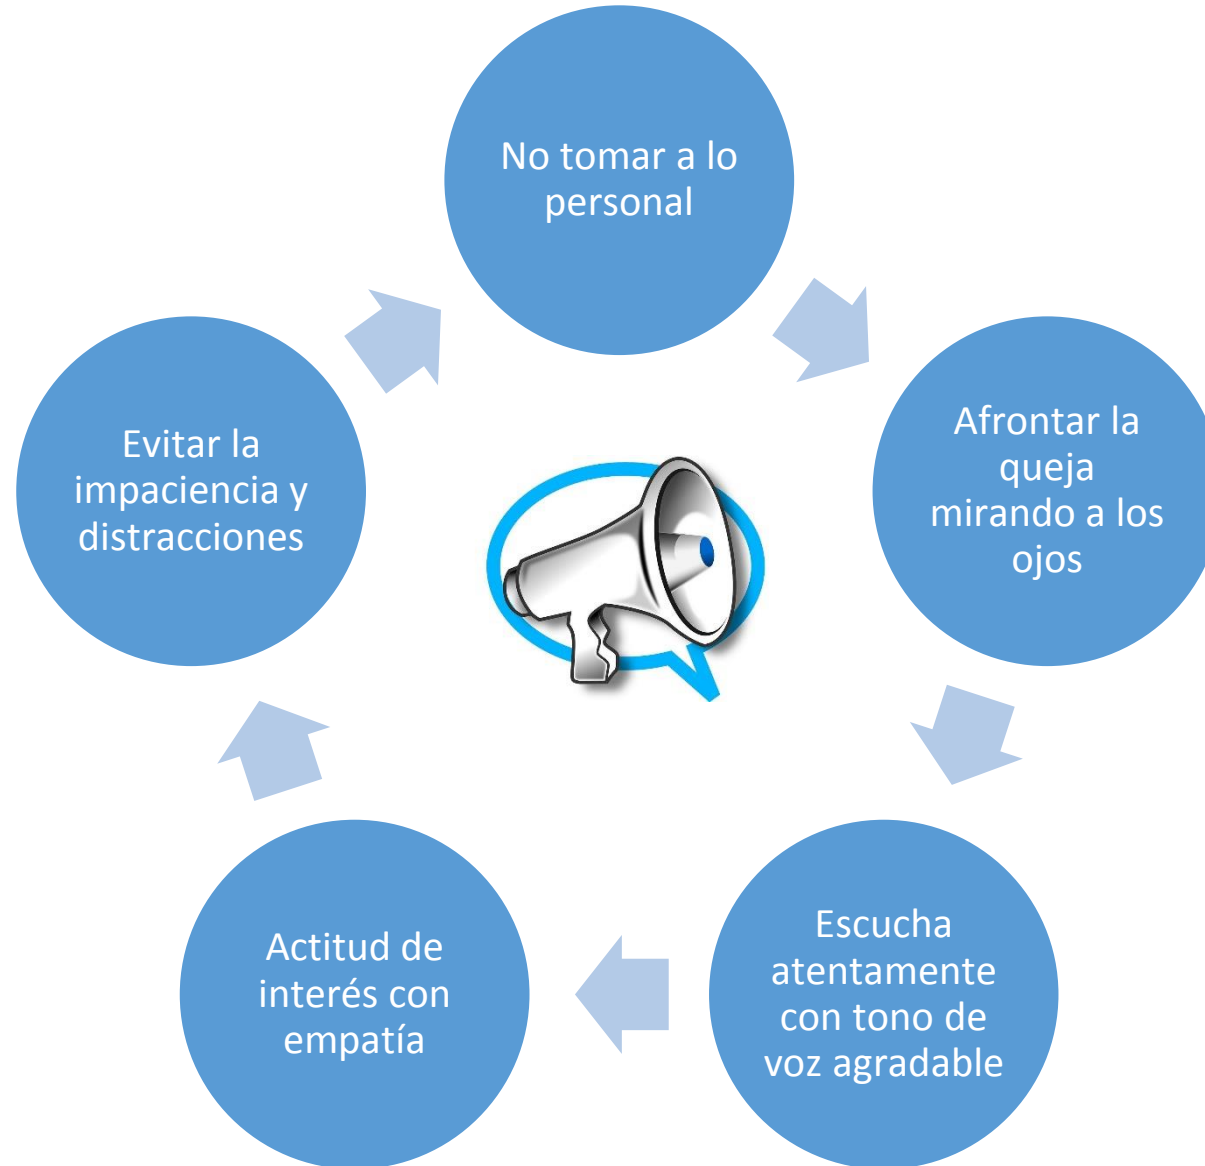 No tomar a lo
personal
Afrontar la
queja
mirando a los
ojos
Escucha
atentamente
con tono de
voz agradable
Actitud de
interés con
empatía
Evitar la
impaciencia y
distracciones